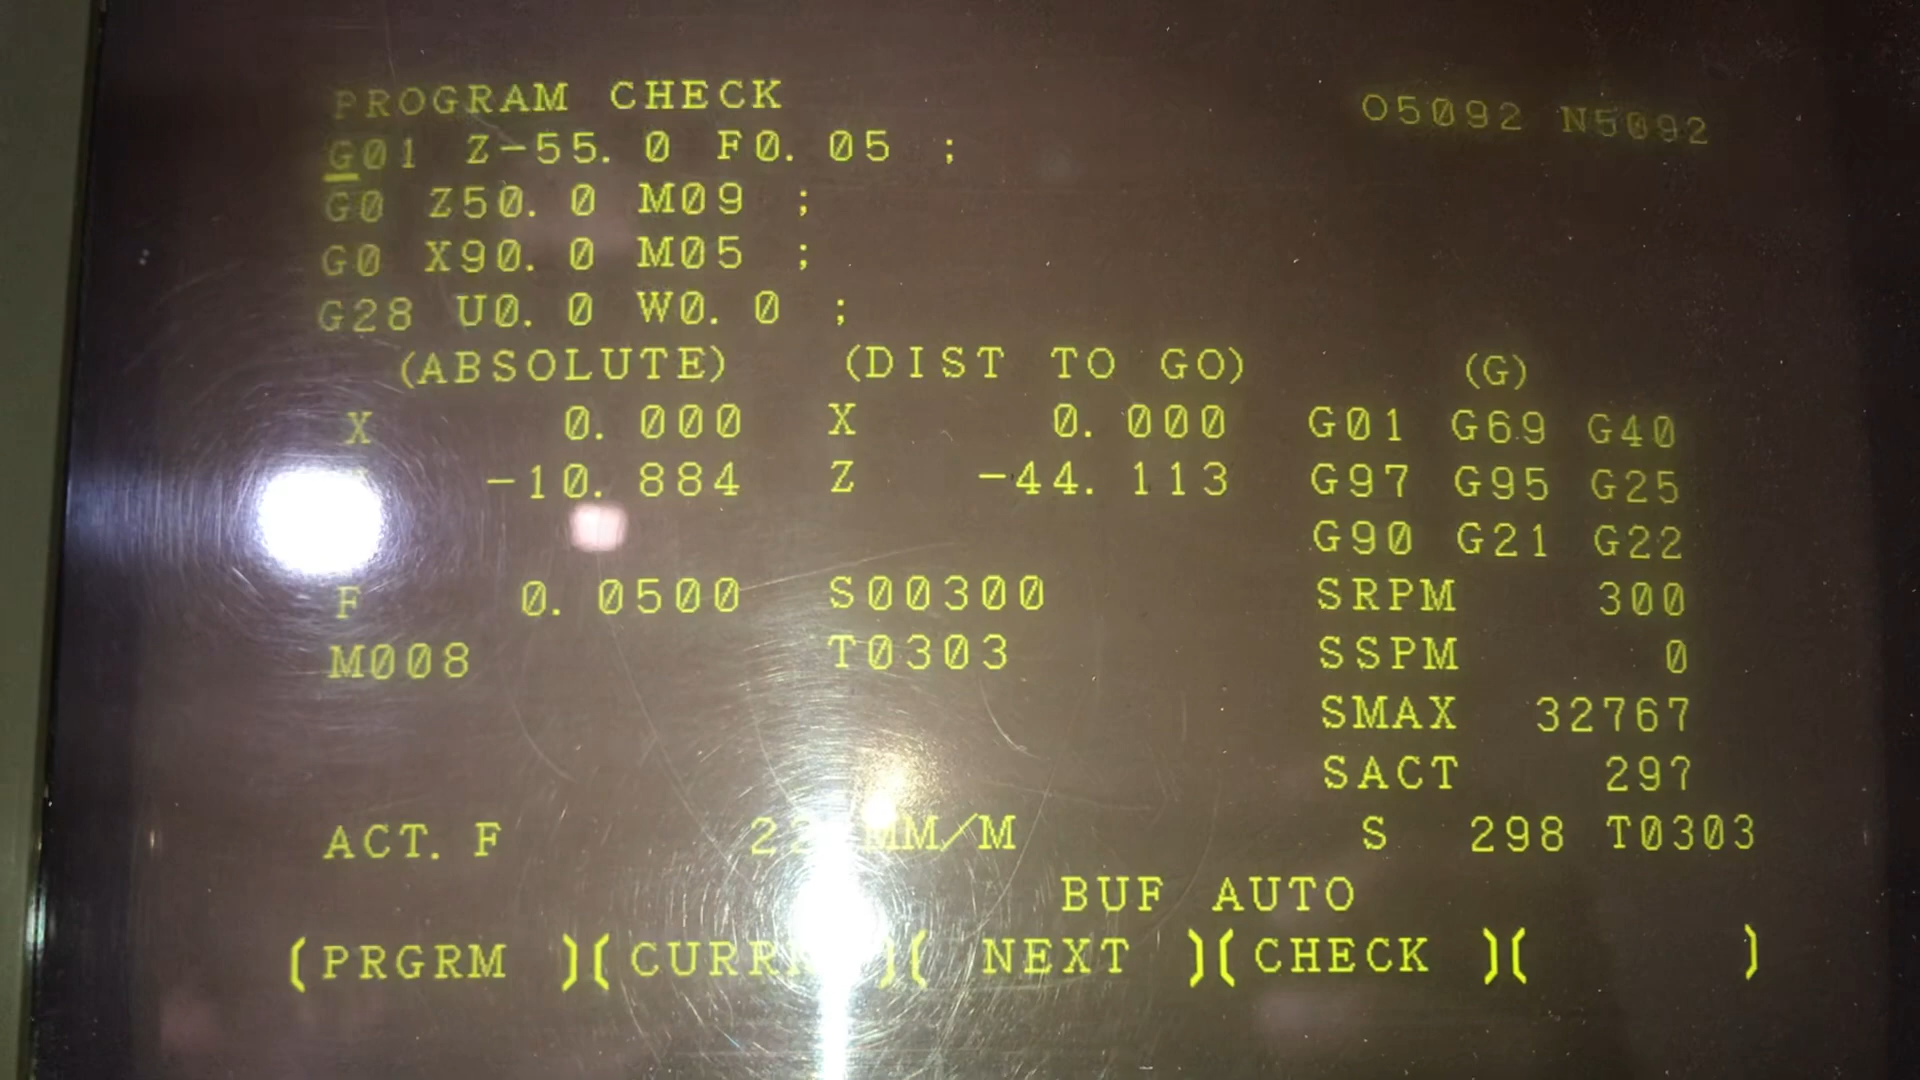 PROGRAM CHECK O5092 N5092
G01 Z-55.0 F0.05 ;
G0 Z50.0 M09 ;
G0 X90.0 M05 ;
G28 U0.0 W0.0 ;
(ABSOLUTE) (DIST TO GO) (G)
X 0.000 X 0.000 G01 G69 G40
-10.884 Z -44.113 G97 G95 G25
G90 G21 G22
F 0.0500 S00300 SRPM 300
M008 T0303 SSPM 0
SMAX 32767
SACT 297
ACT.F MM/M S 298 T0303
BUF AUTO
(PRGRM )( )( NEXT )(CHECK )( )